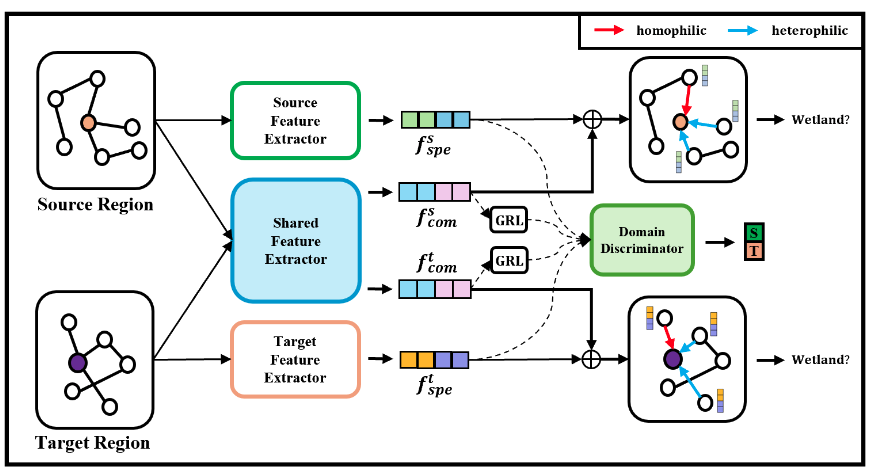 homophilic
heterophilic
Source Region
Source
Feature
Extractor
f^s_spe
Wetland?
Shared
Feature
Extractor
f^s_com
GRL
f^t_com
GRL
Domain
Discriminator
S
T
Target Region
Target
Feature
Extractor
f^t_spe
Wetland?